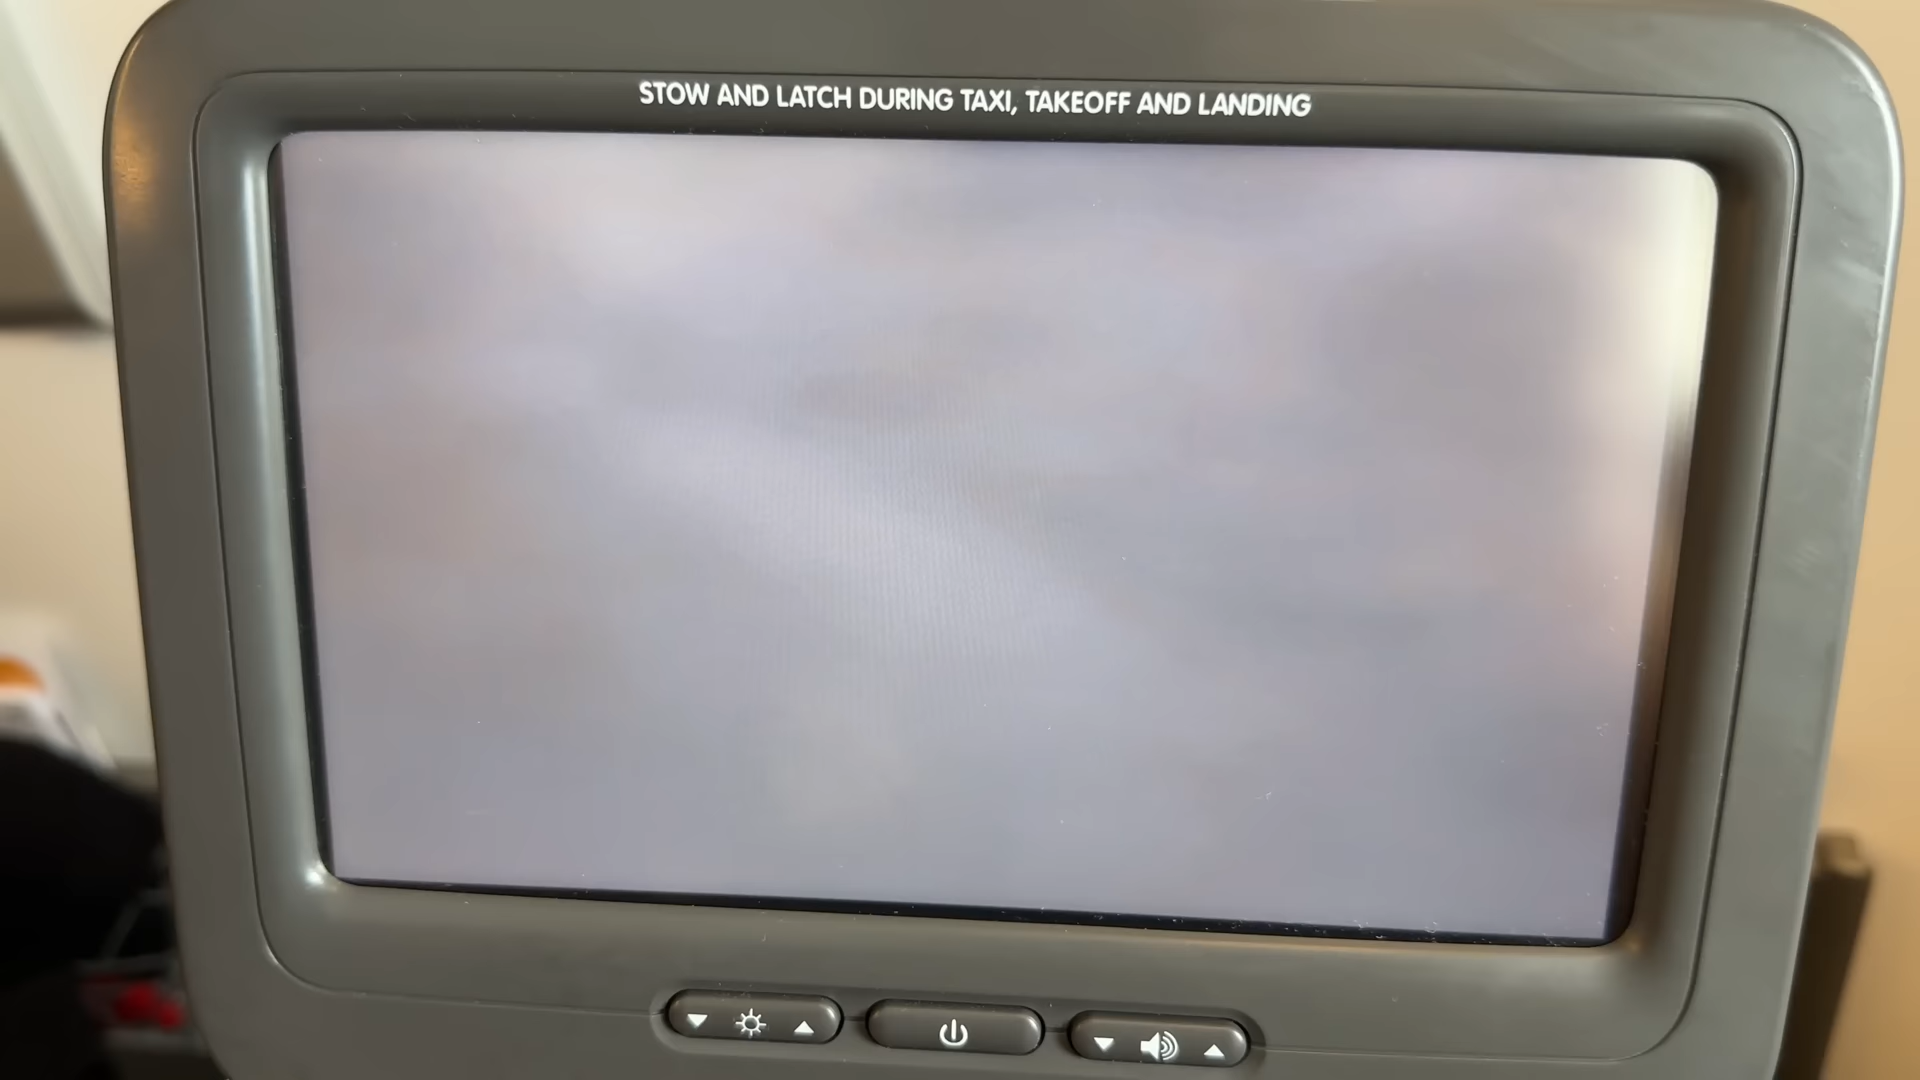 STOW AND LATCH DURING TAXI, TAKEOFF AND LANDING